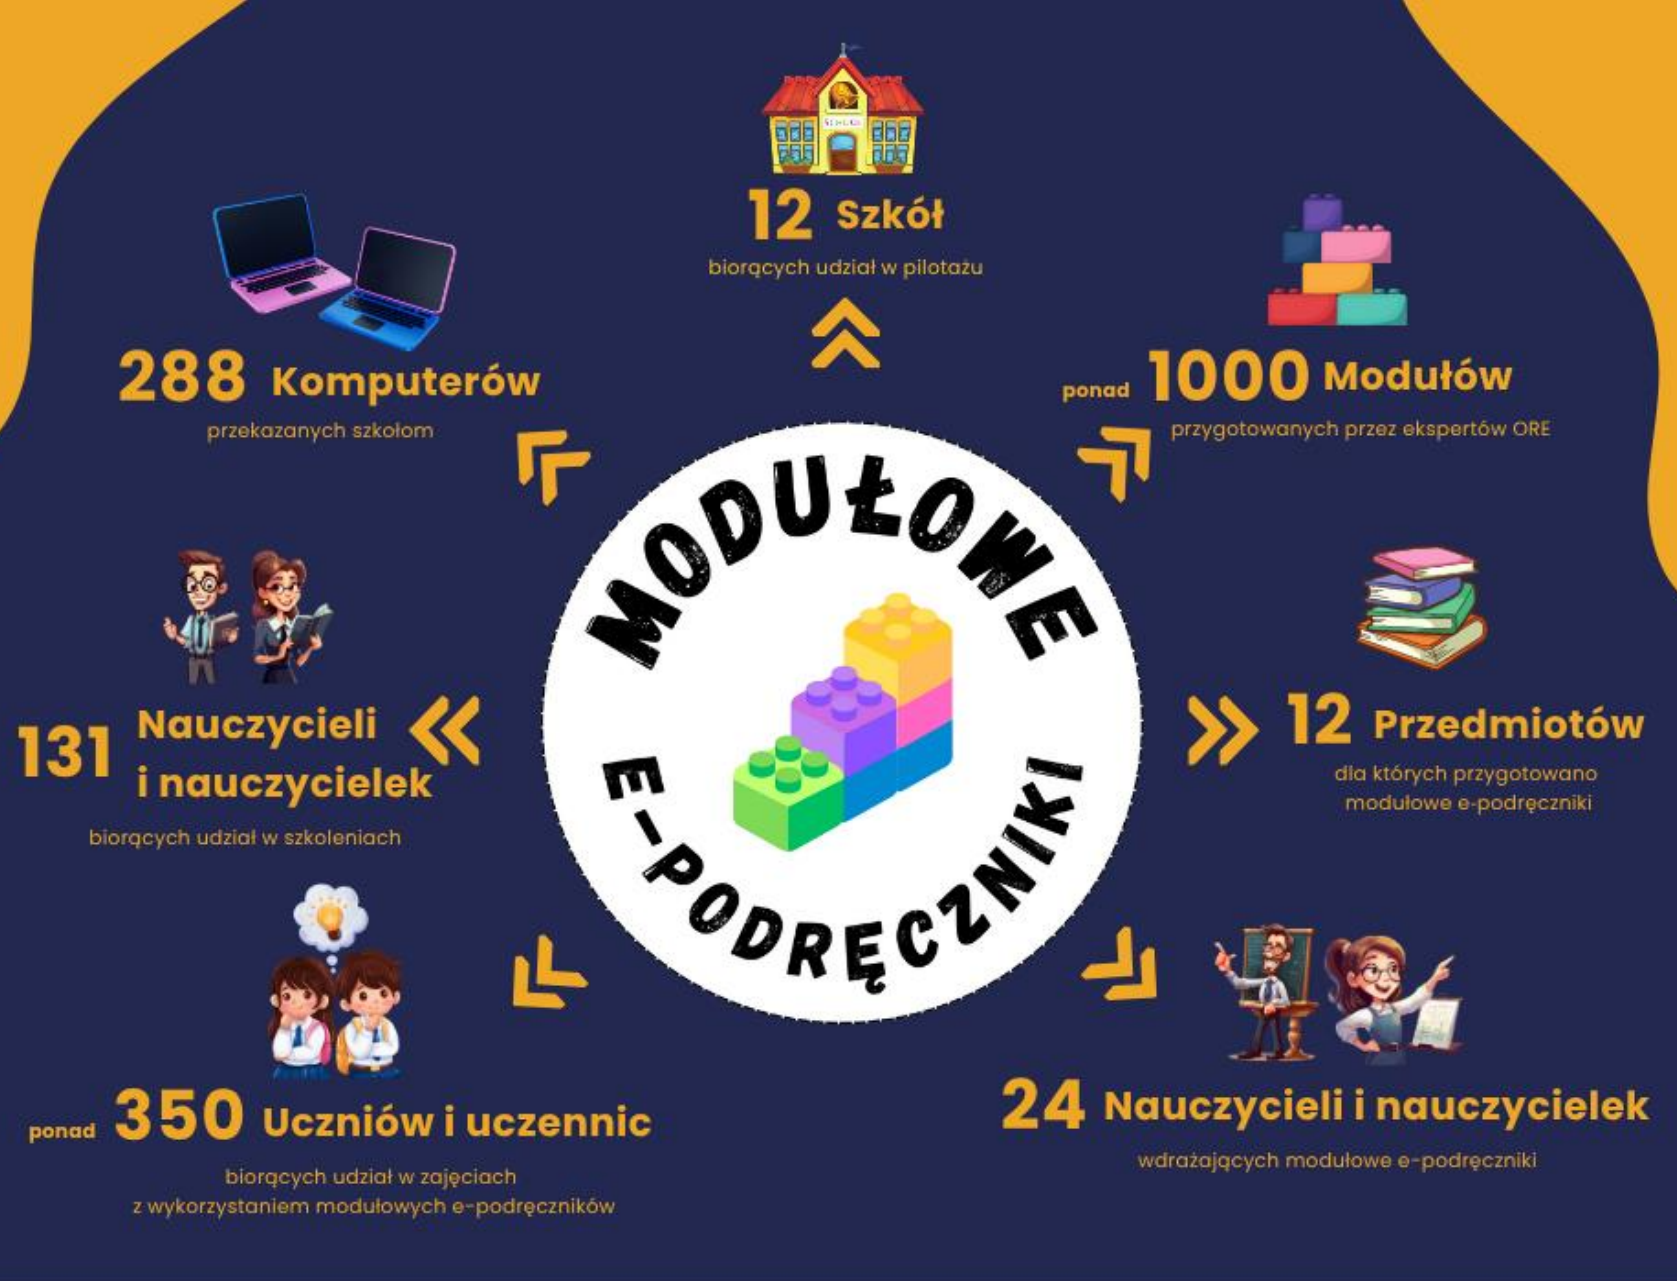 12 Szkół
biorących udział w pilotażu
288 Komputerów
przekazanych szkołom
ponad 1000 Modułów
przygotowanych przez ekspertów ORE
MODUŁOWE
E-PODRĘCZNIKI
131 Nauczycieli
i nauczycielek
biorących udział w szkoleniach
12 Przedmiotów
dla których przygotowano
modułowe e-podręczniki
ponad 350 Uczniów i uczennic
biorących udział w zajęciach
z wykorzystaniem modułowych e-podręczników
24 Nauczycieli i nauczycielek
wdrażających modułowe e-podręczniki